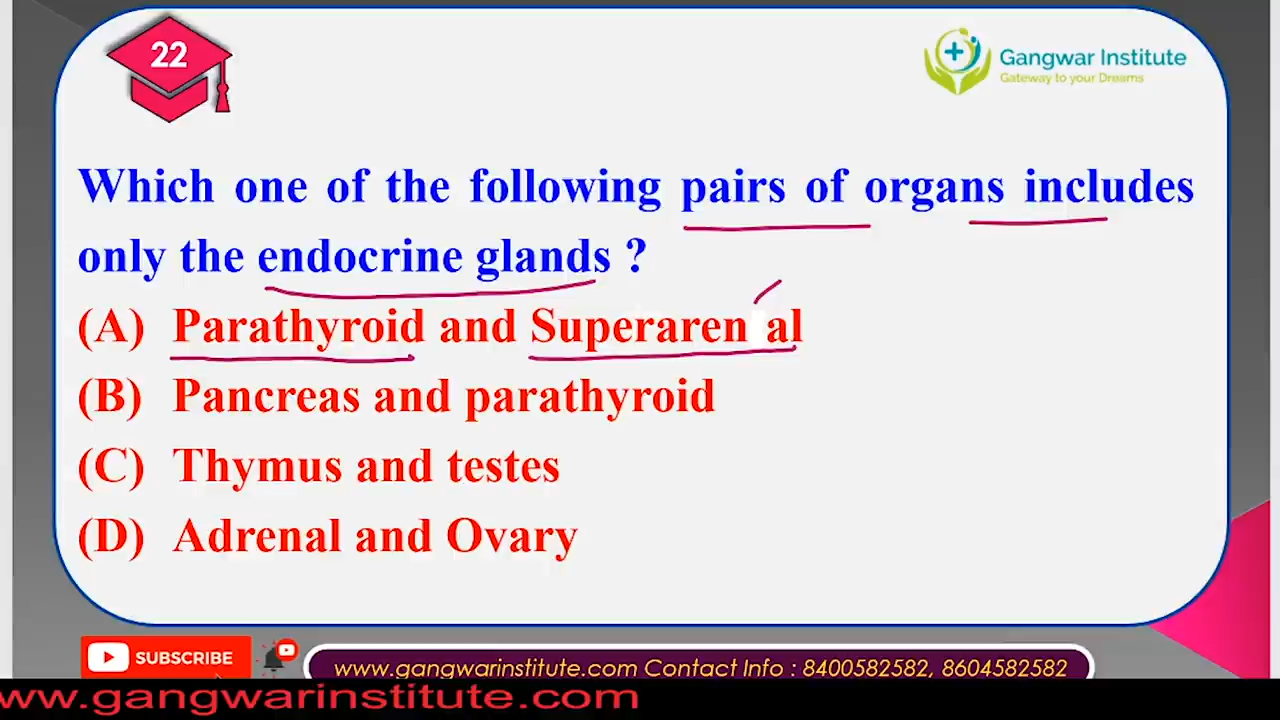 22
Gangwar Institute
Gateway to your Dreams
Which one of the following pairs of organs includes
only the endocrine glands ?
(A) Parathyroid and Superaren al
(B) Pancreas and parathyroid
(C) Thymus and testes
(D) Adrenal and Ovary
SUBSCRIBE
www.gangwarinstitute.com Contact Info : 8400582582, 8604582582
ww.gangwarinstitute.com